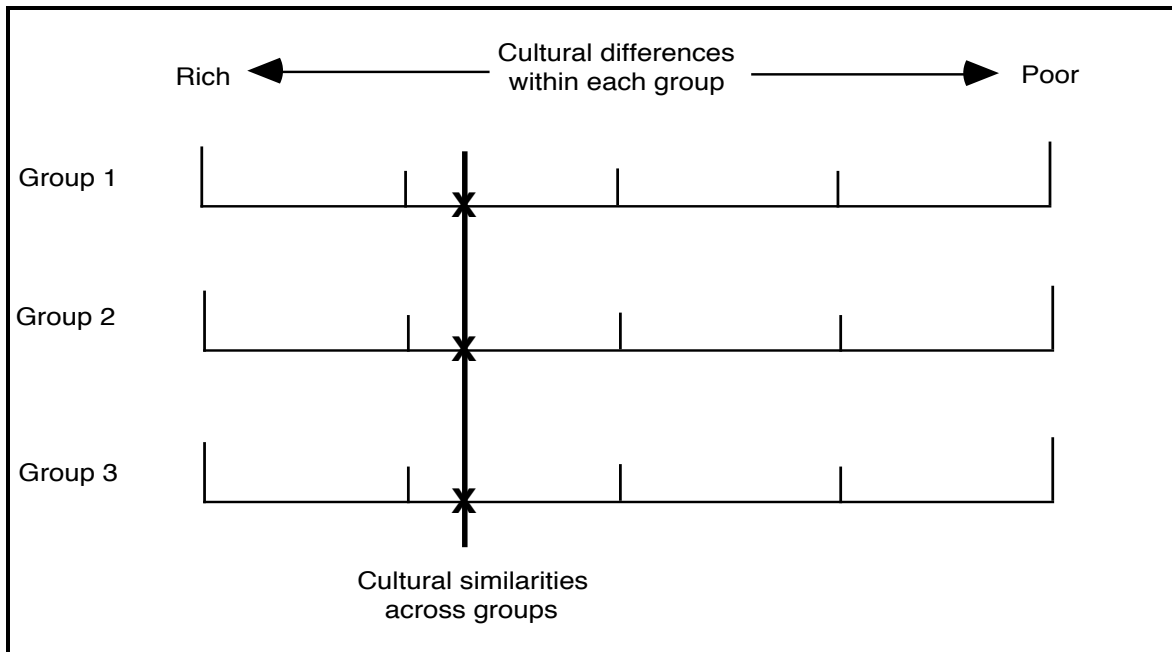 Rich
Cultural differences
within each group
Poor
Group 1
Group 2
Group 3
Cultural similarities
across groups